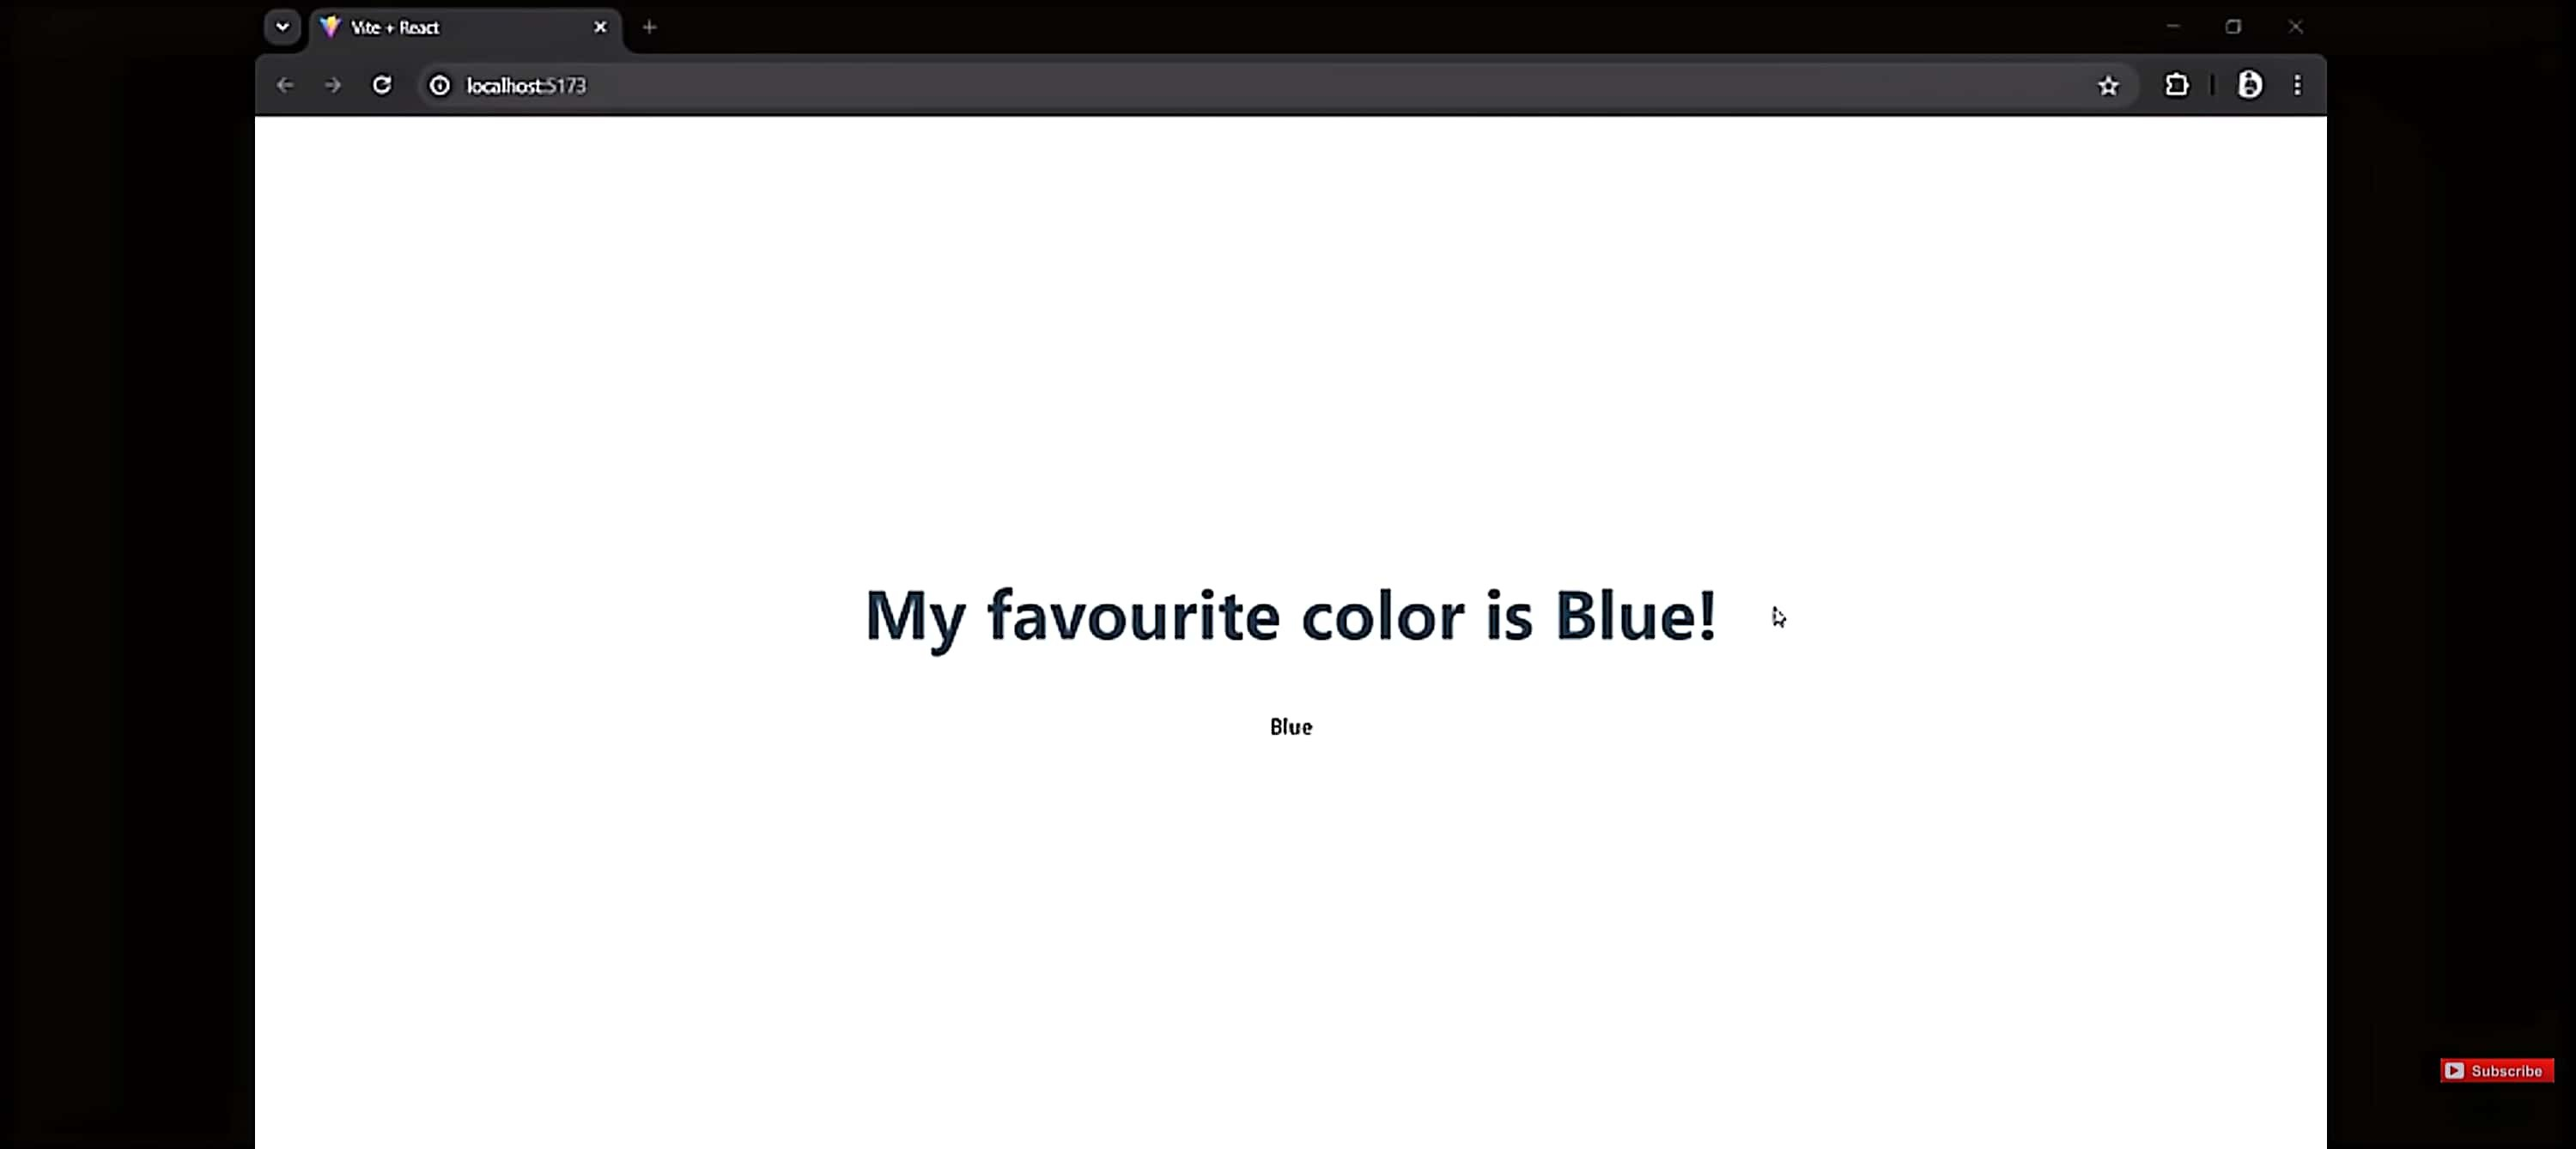 Vite + React
localhost:5173
My favourite color is Blue!
Blue
Subscribe